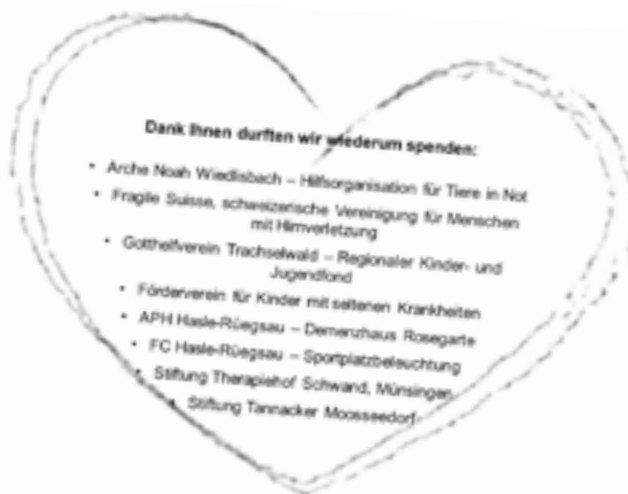 Dank Ihnen durften wir wiederum spenden:
• Arche Noah Wiedlisbach – Hilfsorganisation für Tiere in Not
• Fragile Suisse, schweizerische Vereinigung für Menschen
mit Hirnverletzung
• Gotthelfverein Trachselwald – Regionaler Kinder- und
Jugendfond
• Förderverein für Kinder mit seltenen Krankheiten
• APH Hasle-Rüegsau – Demenzhaus Rosegarte
• FC Hasle-Rüegsau – Sportplatzbeleuchtung
• Stiftung Therapiehof Schwand, Münsingen
• Stiftung Tannacker Moosseedorf